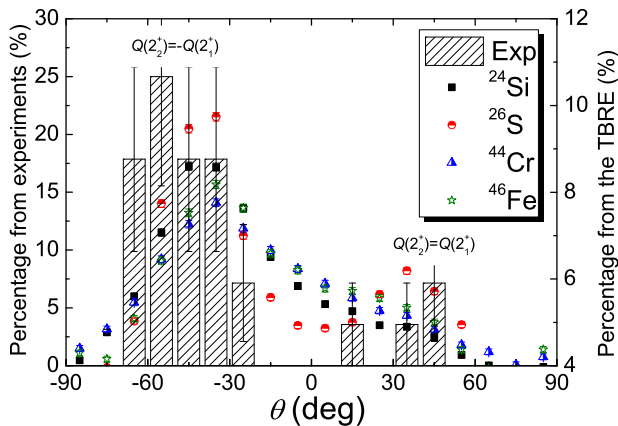 Q(2₂⁺)=-Q(2₁⁺)
Q(2₂⁺)=Q(2₁⁺)
Exp
²⁴Si
²⁶S
⁴⁴Cr
⁴⁶Fe
Percentage from experiments (%)
30
25
20
15
10
5
0
Percentage from the TBRE (%)
12
10
8
6
4
-90
-60
-30
0
30
60
90
θ (deg)